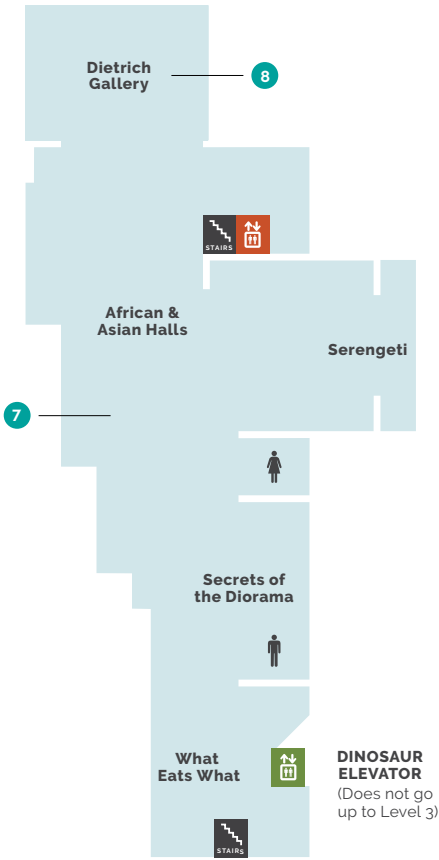 Dietrich
Gallery
8
STAIRS
African &
Asian Halls
Serengeti
7
Secrets of
the Diorama
What
Eats What
DINOSAUR
ELEVATOR
(Does not go
up to Level 3)
STAIRS